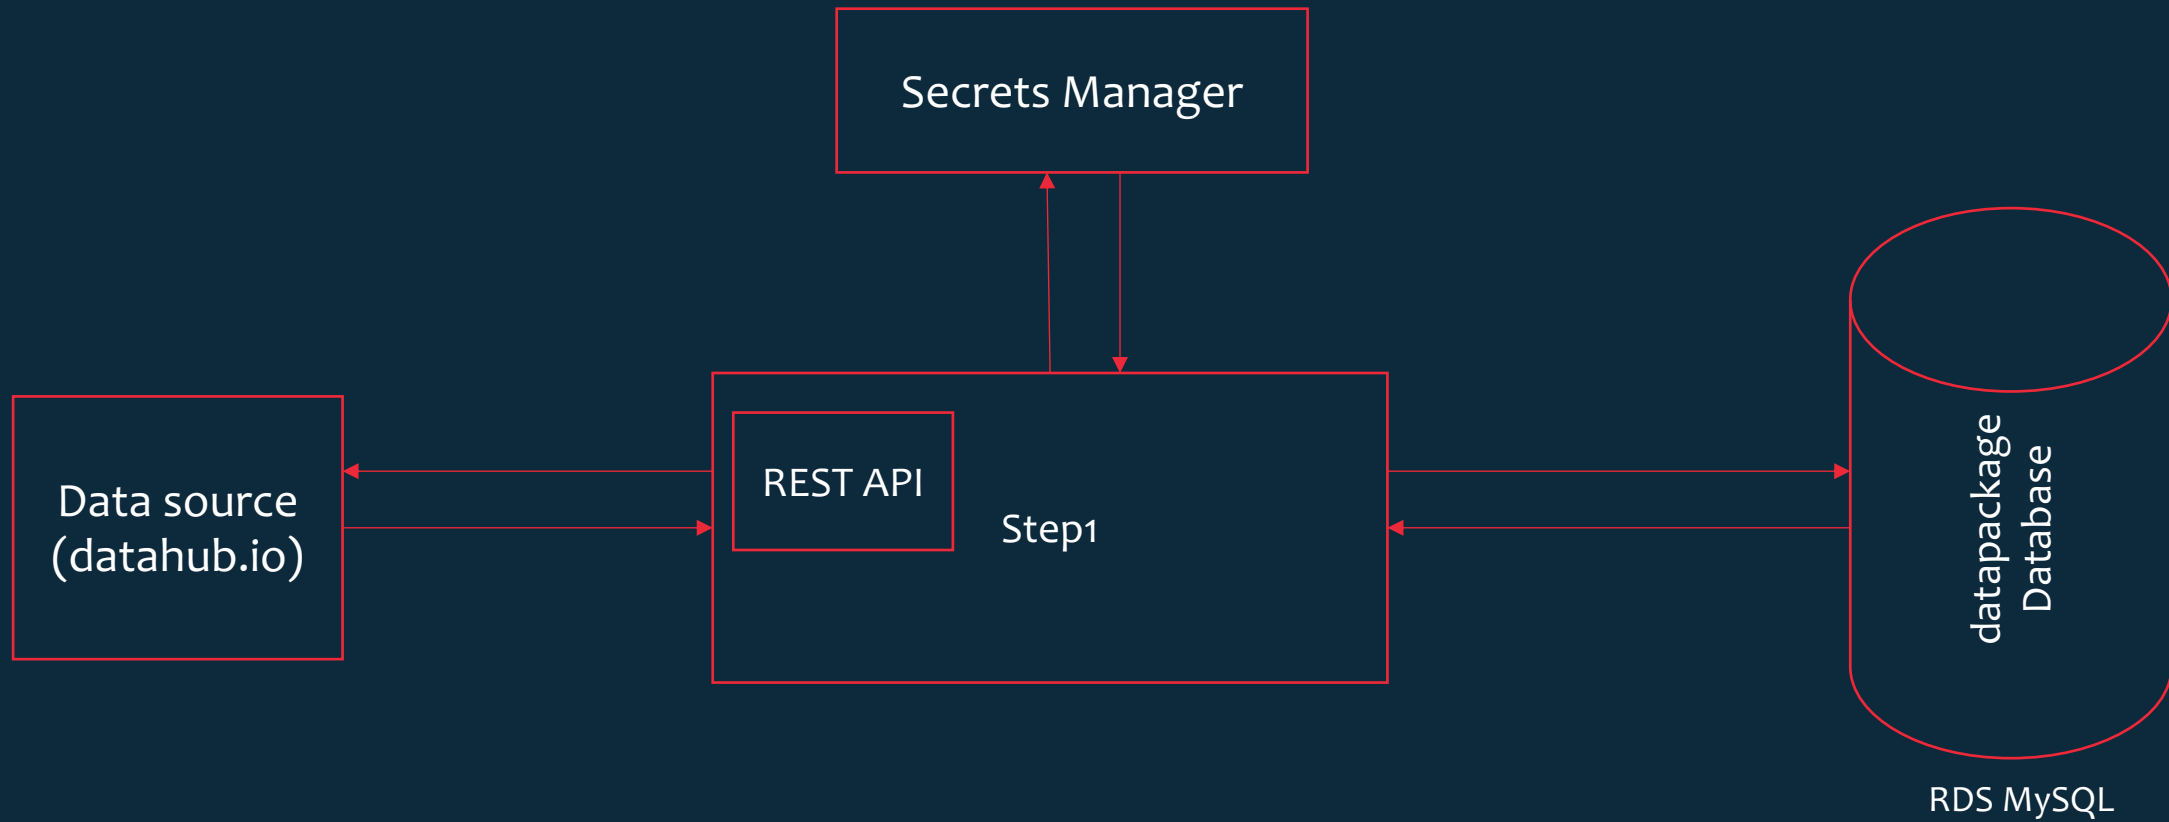 Secrets Manager
Data source
(datahub.io)
REST API
Step1
datapackage
Database
RDS MySQL